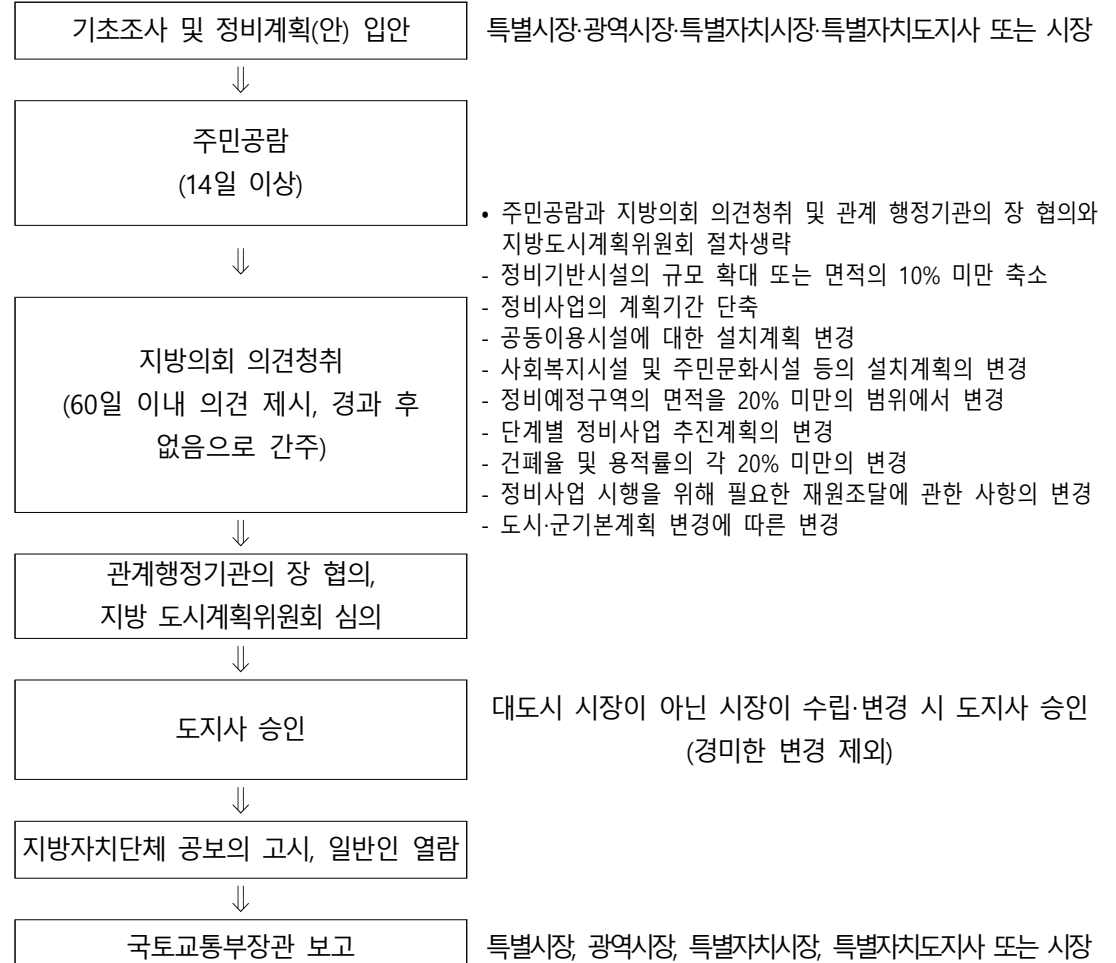 기초조사 및 정비계획(안) 입안
특별시장·광역시장·특별자치시장·특별자치도지사 또는 시장
⇓
주민공람
(14일 이상)
⇓
• 주민공람과 지방의회 의견청취 및 관계 행정기관의 장 협의와
지방도시계획위원회 절차생략
- 정비기반시설의 규모 확대 또는 면적의 10% 미만 축소
- 정비사업의 계획기간 단축
- 공동이용시설에 대한 설치계획 변경
- 사회복지시설 및 주민문화시설 등의 설치계획의 변경
- 정비예정구역의 면적을 20% 미만의 범위에서 변경
- 단계별 정비사업 추진계획의 변경
- 건폐율 및 용적률의 각 20% 미만의 변경
- 정비사업 시행을 위해 필요한 재원조달에 관한 사항의 변경
- 도시·군기본계획 변경에 따른 변경
지방의회 의견청취
(60일 이내 의견 제시, 경과 후
없음으로 간주)
⇓
관계행정기관의 장 협의,
지방 도시계획위원회 심의
⇓
도지사 승인
대도시 시장이 아닌 시장이 수립·변경 시 도지사 승인
(경미한 변경 제외)
⇓
지방자치단체 공보의 고시, 일반인 열람
⇓
국토교통부장관 보고
특별시장, 광역시장, 특별자치시장, 특별자치도지사 또는 시장